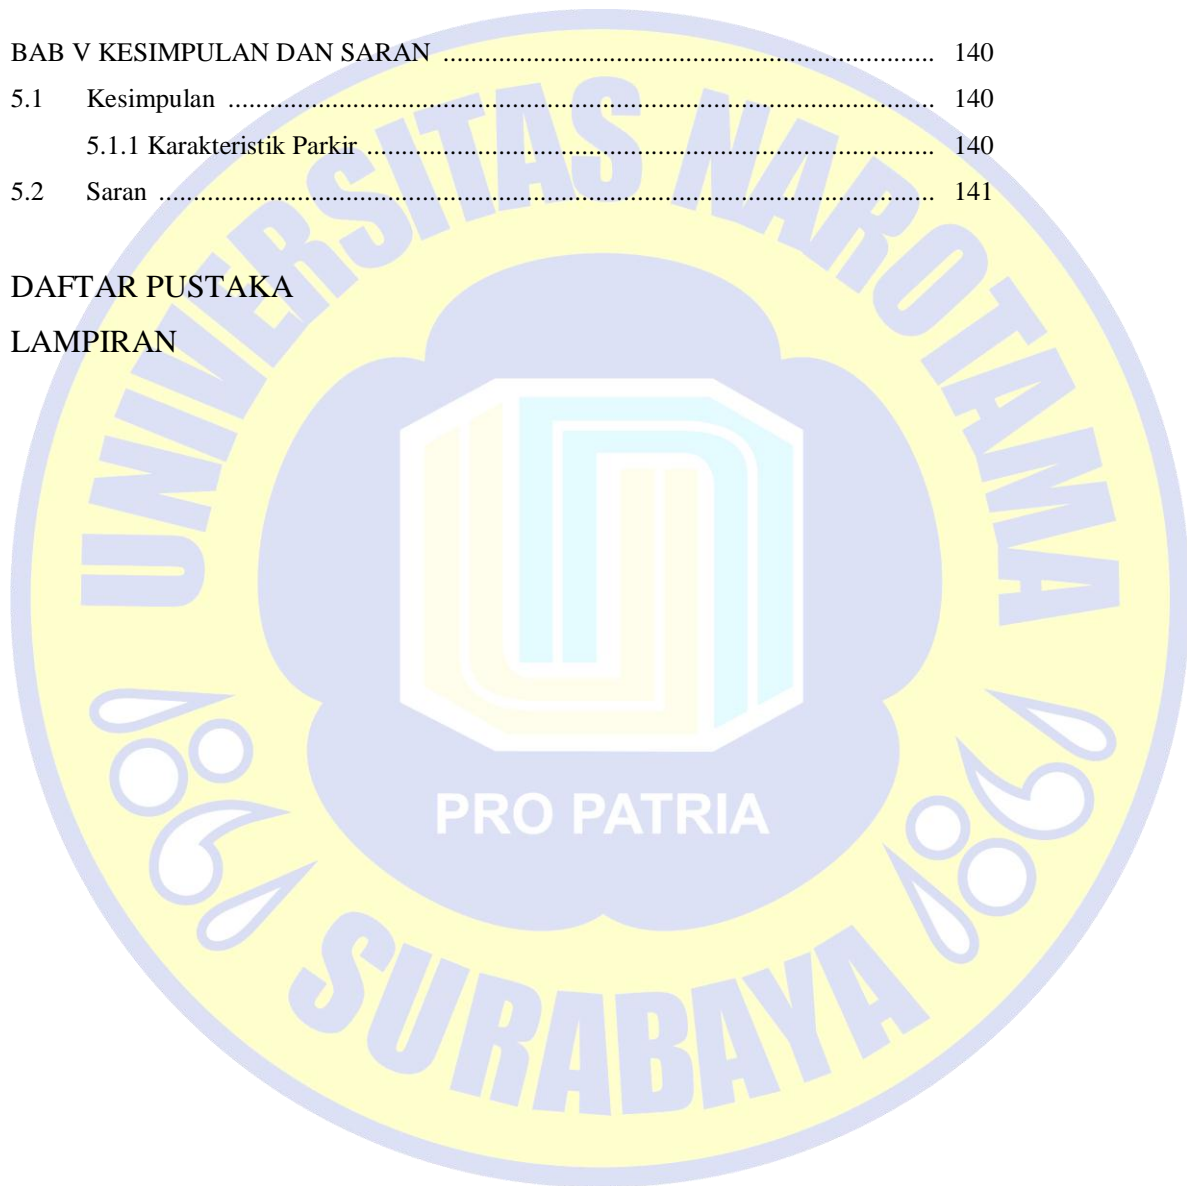 BAB V KESIMPULAN DAN SARAN ....................................................................... 140
5.1 Kesimpulan ...................................................................................................... 140
5.1.1 Karakteristik Parkir .................................................................................. 140
5.2 Saran ................................................................................................................ 141
DAFTAR PUSTAKA
LAMPIRAN
UNIVERSITAS NAROTAMA
PRO PATRIA
SURABAYA